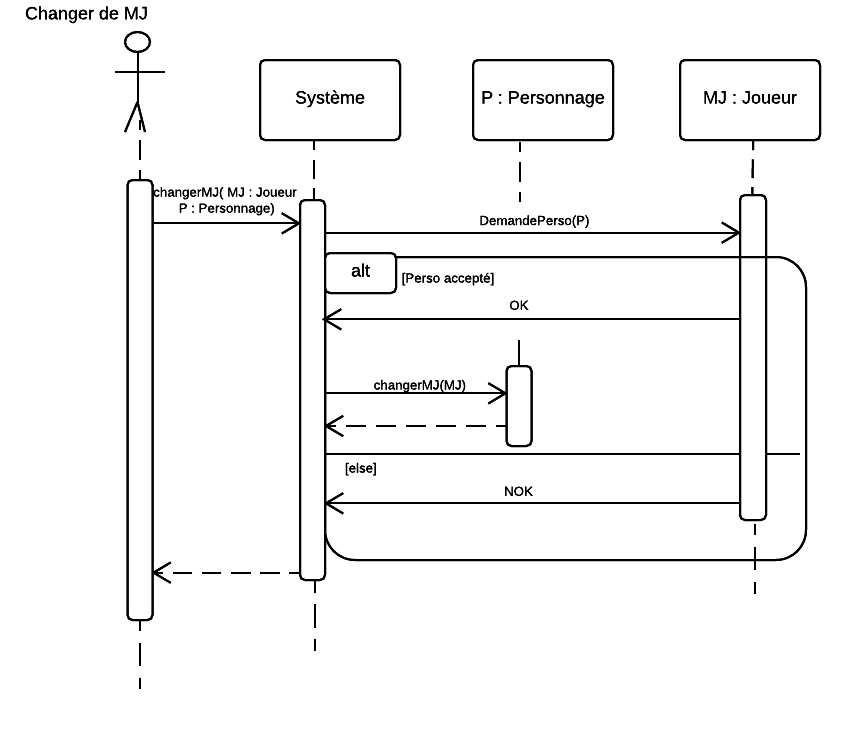 Changer de MJ
Système
P : Personnage
MJ : Joueur
changerMJ( MJ : Joueur
P : Personnage)
DemandePerso(P)
alt
[Perso accepté]
OK
changerMJ(MJ)
[else]
NOK